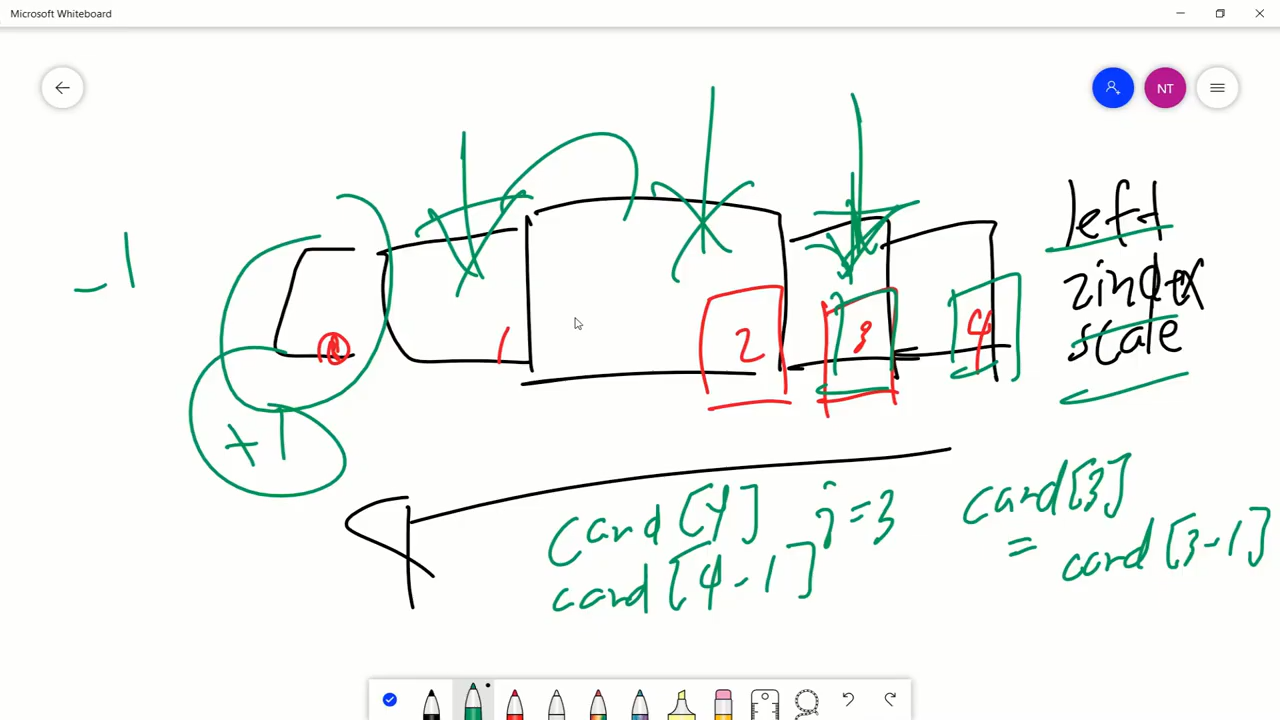 Microsoft Whiteboard
NT
-1
left
zindex
scale
1
2
3
4
+1
card[4] i=3
card[4-1]
card[3]
= card[3-1]